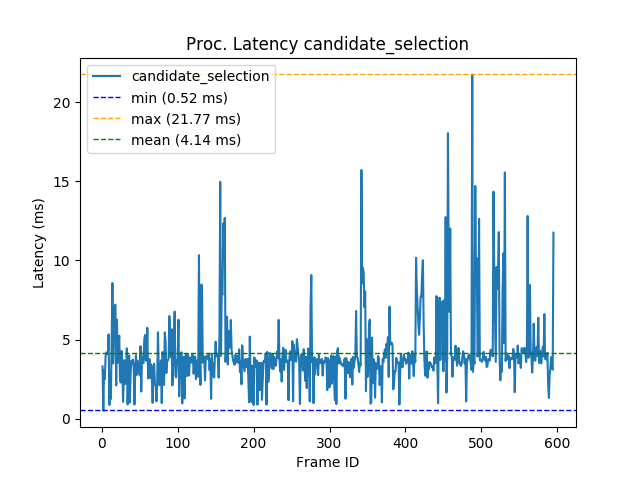 Proc. Latency candidate_selection
candidate_selection
min (0.52 ms)
max (21.77 ms)
mean (4.14 ms)
Latency (ms)
20
15
10
5
0
0 100 200 300 400 500 600
Frame ID